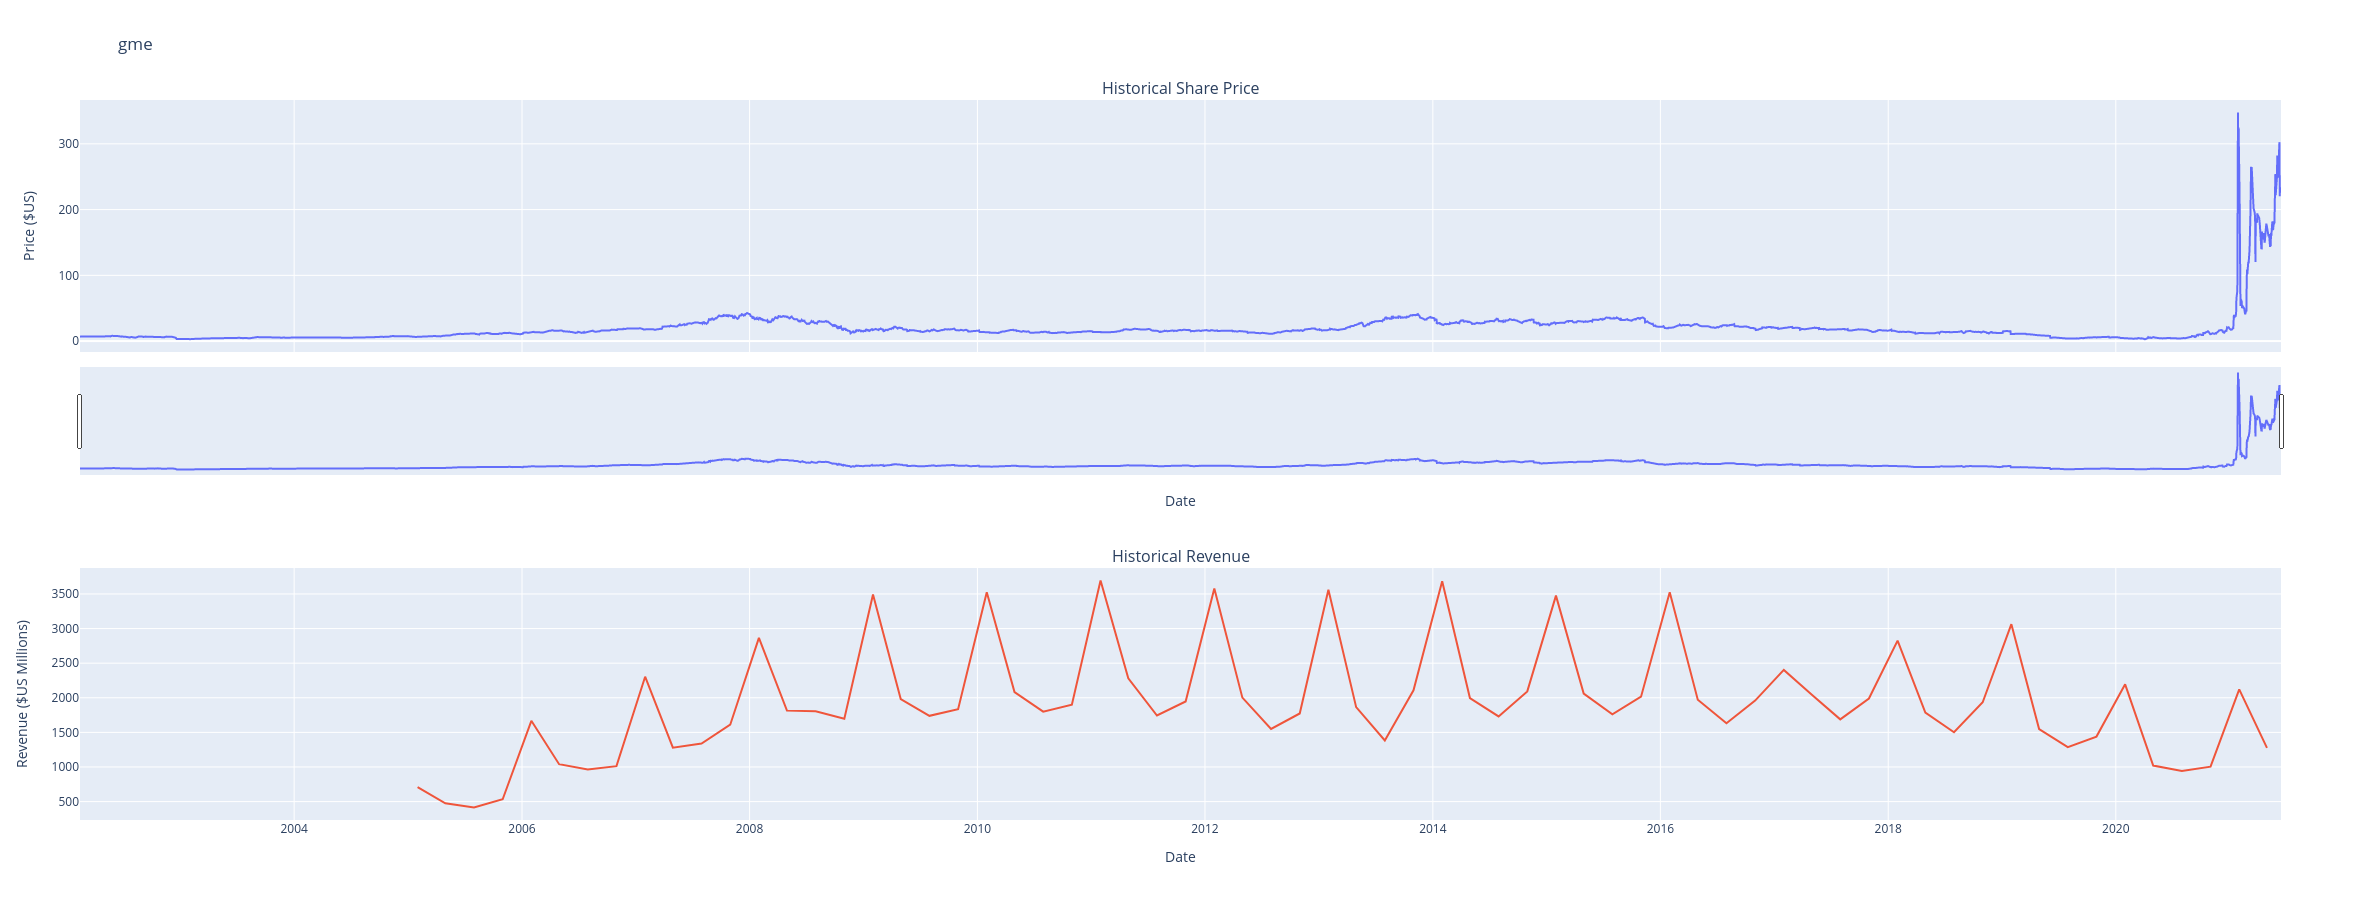 gme
Historical Share Price
Price ($US)
300
200
100
0
Date
Historical Revenue
Revenue ($US Millions)
3500
3000
2500
2000
1500
1000
500
2004 2006 2008 2010 2012 2014 2016 2018 2020
Date